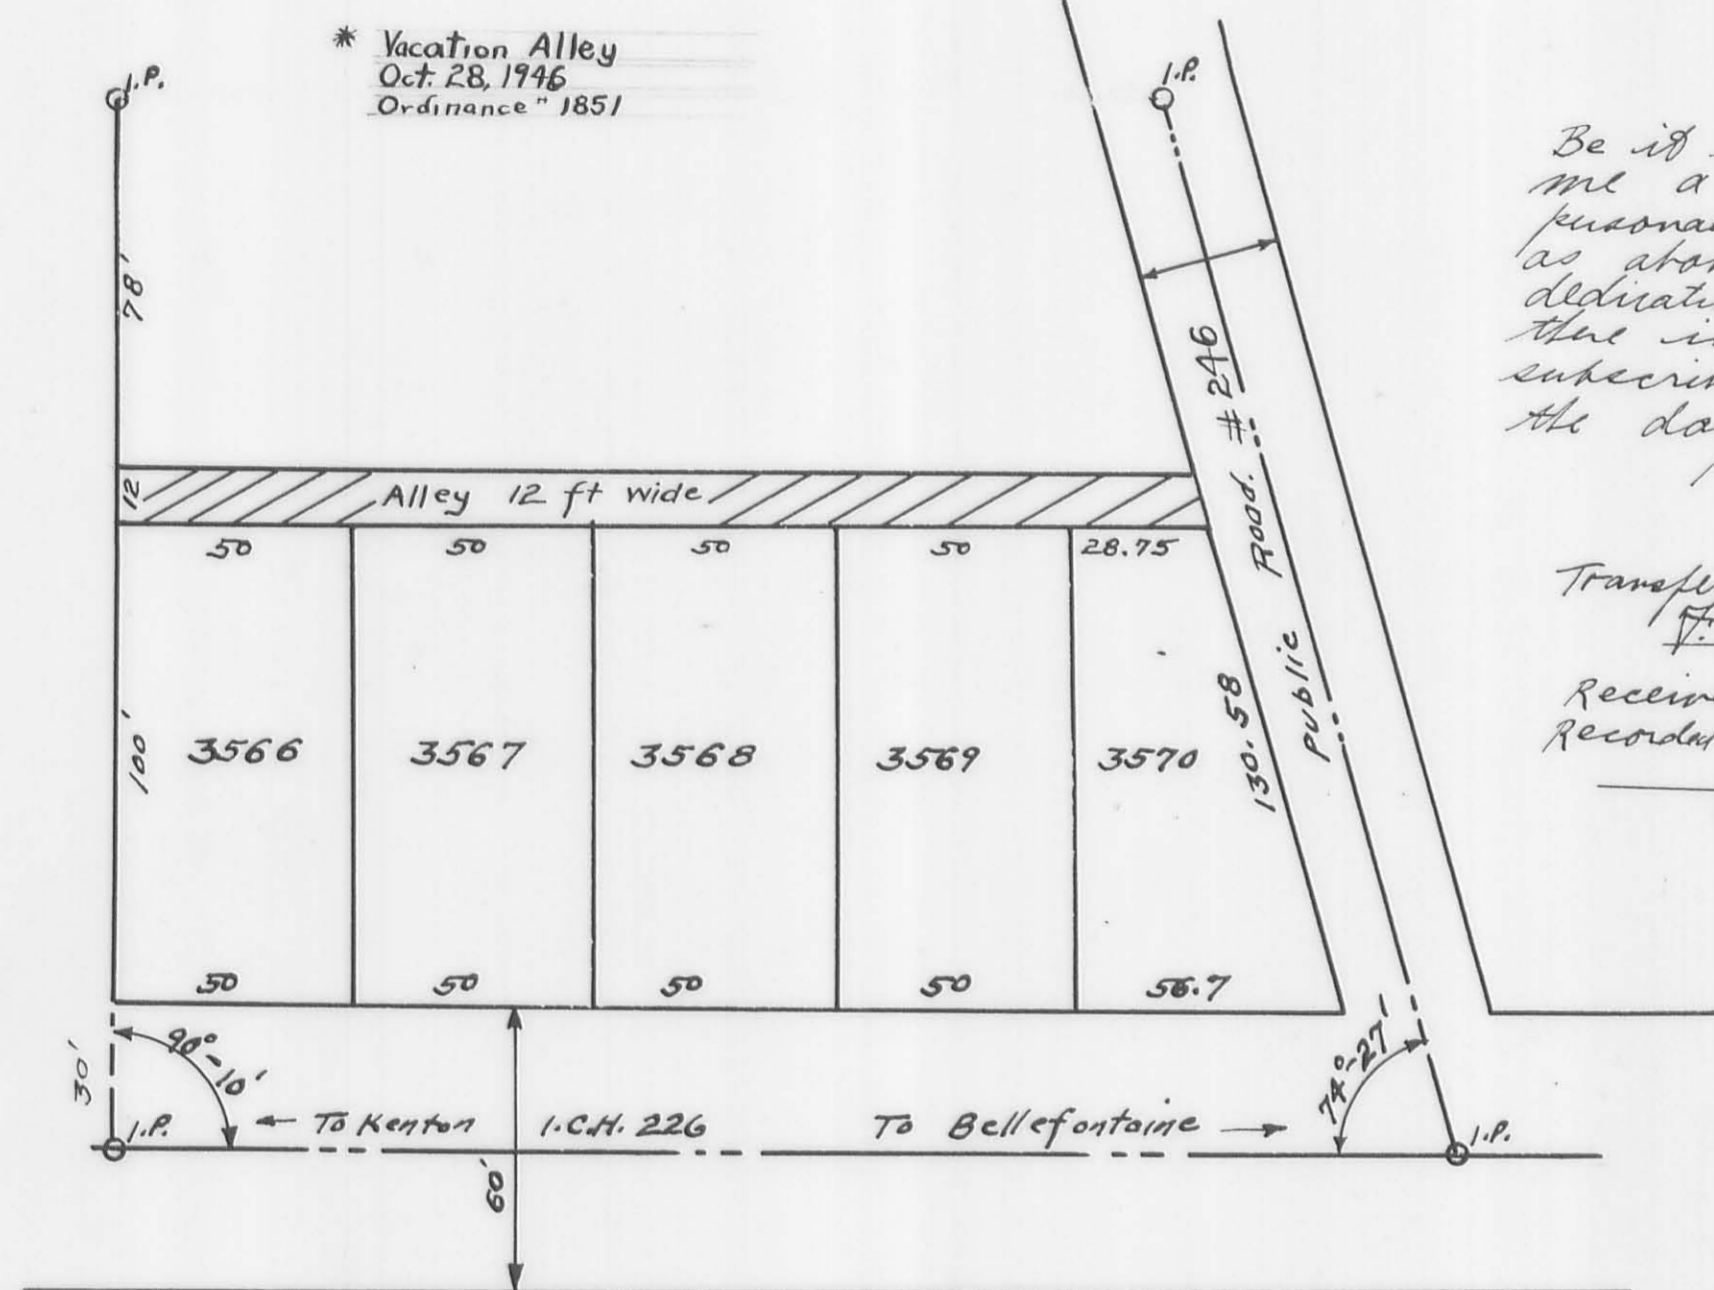 * Vacation Alley
Oct. 28, 1946
Ordinance " 1851
I.P.
I.P.
78'
12
Alley 12 ft wide
50 50 50 50 28.75
100'
3566 3567 3568 3569 3570
130.58
Public Road. #246
50 50 50 50 56.7
30'
90°-10'
74°-27'
I.P.
← To Kenton
I.C.H. 226
To Bellefontaine →
I.P.
60'
Be it
me a
as
the
Recorded